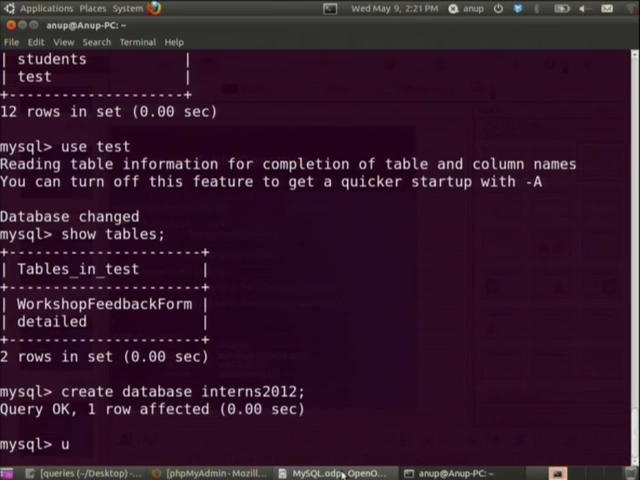 Applications Places System Wed May 9, 2:21 PM anup
anup@Anup-PC: ~
File Edit View Search Terminal Help
| students |
| test |
+--------------------+
12 rows in set (0.00 sec)
mysql> use test
Reading table information for completion of table and column names
You can turn off this feature to get a quicker startup with -A
Database changed
mysql> show tables;
+----------------------+
| Tables_in_test |
+----------------------+
| WorkshopFeedbackForm |
| detailed |
+----------------------+
2 rows in set (0.00 sec)
mysql> create database interns2012;
Query OK, 1 row affected (0.00 sec)
mysql> u
[queries (~/Desktop) -... [phpMyAdmin - Mozill... MySQL.odp - OpenO... anup@Anup-PC: ~